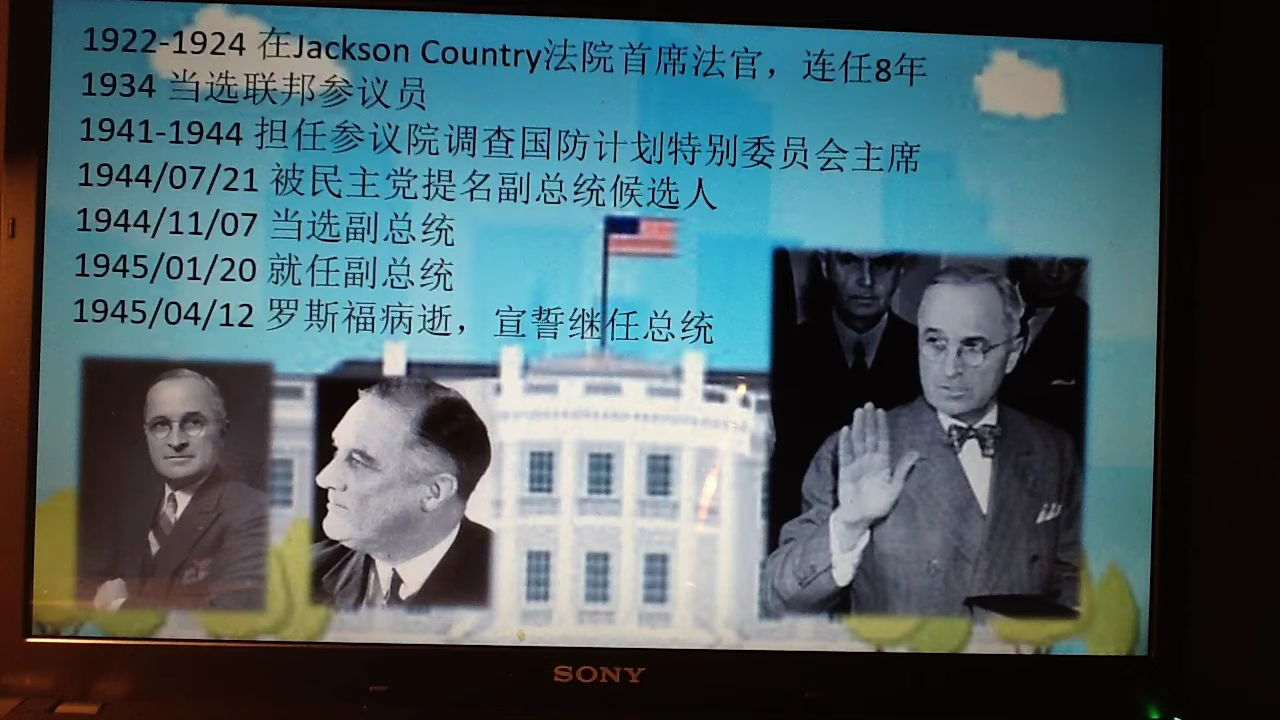 1922-1924 在Jackson Country法院首席法官，连任8年
1934 当选联邦参议员
1941-1944 担任参议院调查国防计划特别委员会主席
1944/07/21 被民主党提名副总统候选人
1944/11/07 当选副总统
1945/01/20 就任副总统
1945/04/12 罗斯福病逝，宣誓继任总统
SONY